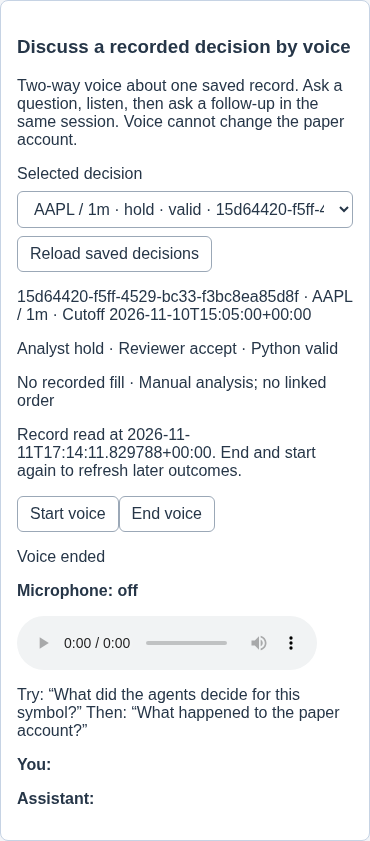 Discuss a recorded decision by voice
Two-way voice about one saved record. Ask a
question, listen, then ask a follow-up in the
same session. Voice cannot change the paper
account.
Selected decision
AAPL / 1m · hold · valid · 15d64420-f5ff-4
Reload saved decisions
15d64420-f5ff-4529-bc33-f3bc8ea85d8f · AAPL
/ 1m · Cutoff 2026-11-10T15:05:00+00:00
Analyst hold · Reviewer accept · Python valid
No recorded fill · Manual analysis; no linked
order
Record read at 2026-11-
11T17:14:11.829788+00:00. End and start
again to refresh later outcomes.
Start voice End voice
Voice ended
Microphone: off
0:00 / 0:00
Try: “What did the agents decide for this
symbol?” Then: “What happened to the paper
account?”
You:
Assistant: